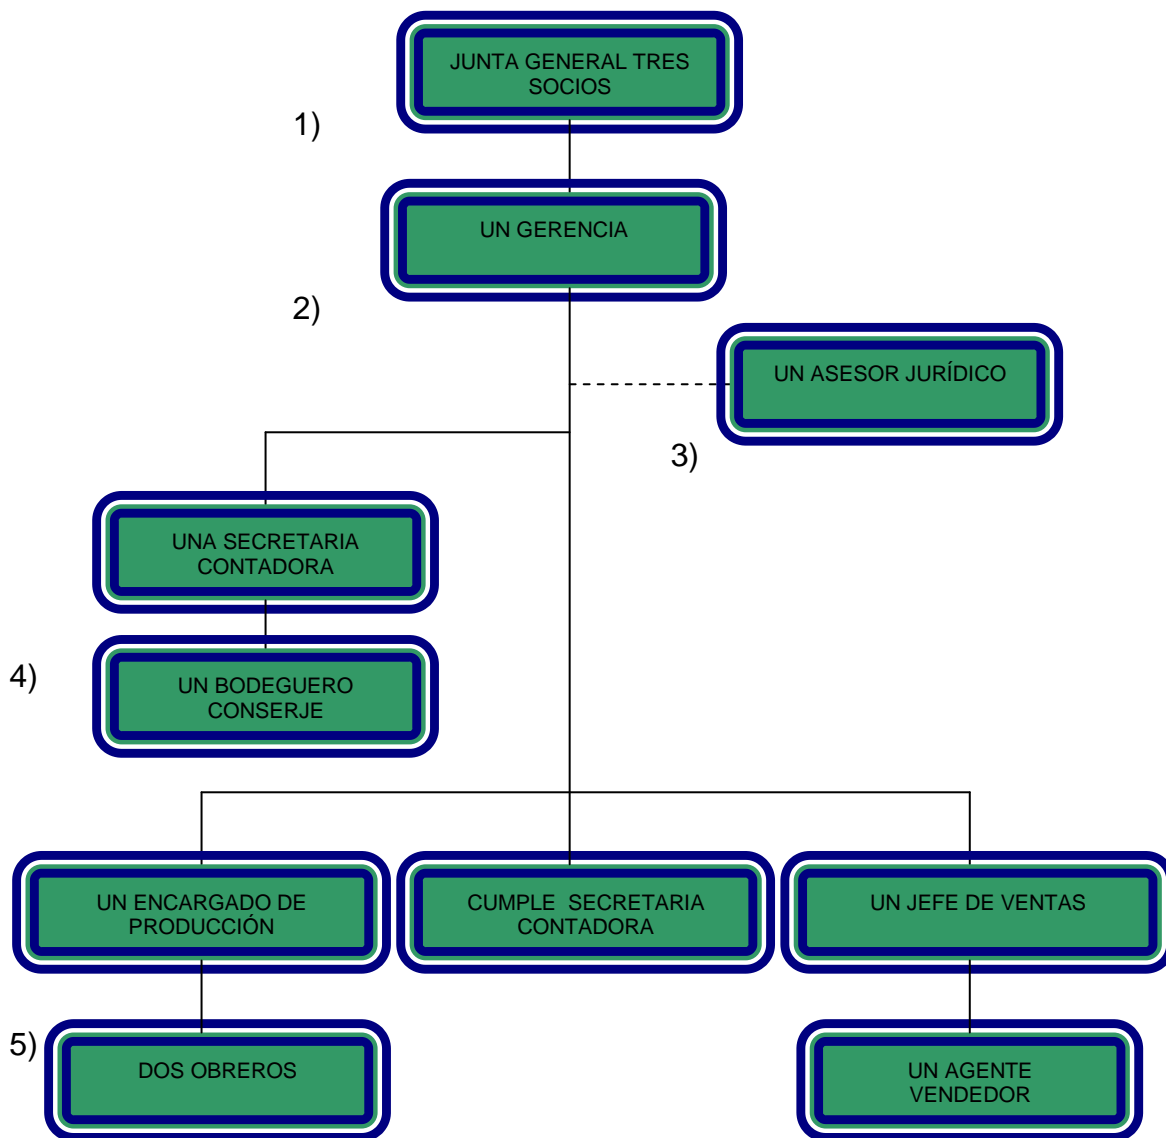 JUNTA GENERAL TRES
SOCIOS
1)
UN GERENCIA
2)
UN ASESOR JURÍDICO
3)
UNA SECRETARIA
CONTADORA
4)
UN BODEGUERO
CONSERJE
UN ENCARGADO DE
PRODUCCIÓN
CUMPLE SECRETARIA
CONTADORA
UN JEFE DE VENTAS
5)
DOS OBREROS
UN AGENTE
VENDEDOR